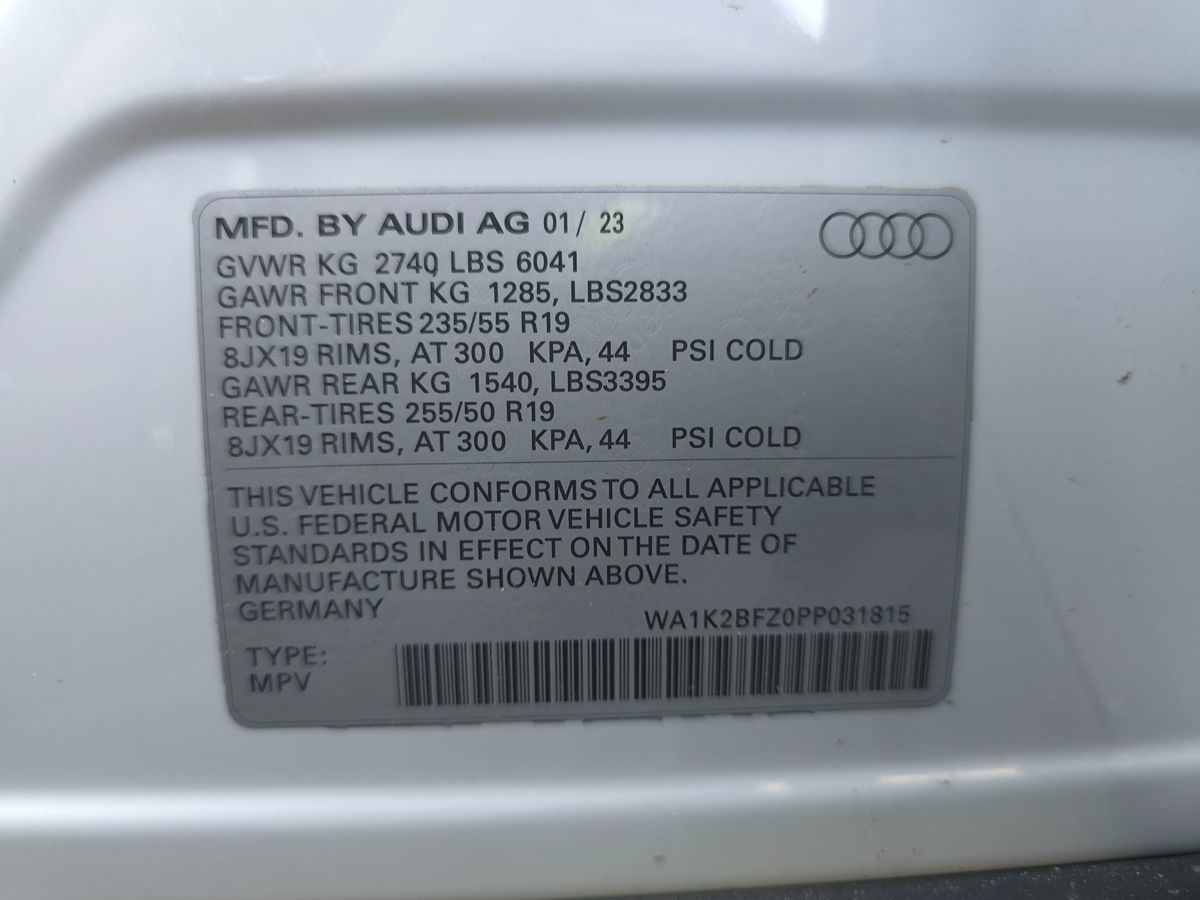 MFD. BY AUDI AG 01/ 23
GVWR KG 2740 LBS 6041
GAWR FRONT KG 1285, LBS2833
FRONT-TIRES 235/55 R19
8JX19 RIMS, AT 300 KPA, 44 PSI COLD
GAWR REAR KG 1540, LBS3395
REAR-TIRES 255/50 R19
8JX19 RIMS, AT 300 KPA, 44 PSI COLD
THIS VEHICLE CONFORMS TO ALL APPLICABLE
U.S. FEDERAL MOTOR VEHICLE SAFETY
STANDARDS IN EFFECT ON THE DATE OF
MANUFACTURE SHOWN ABOVE.
GERMANY
WA1K2BFZ0PP031815
TYPE:
MPV